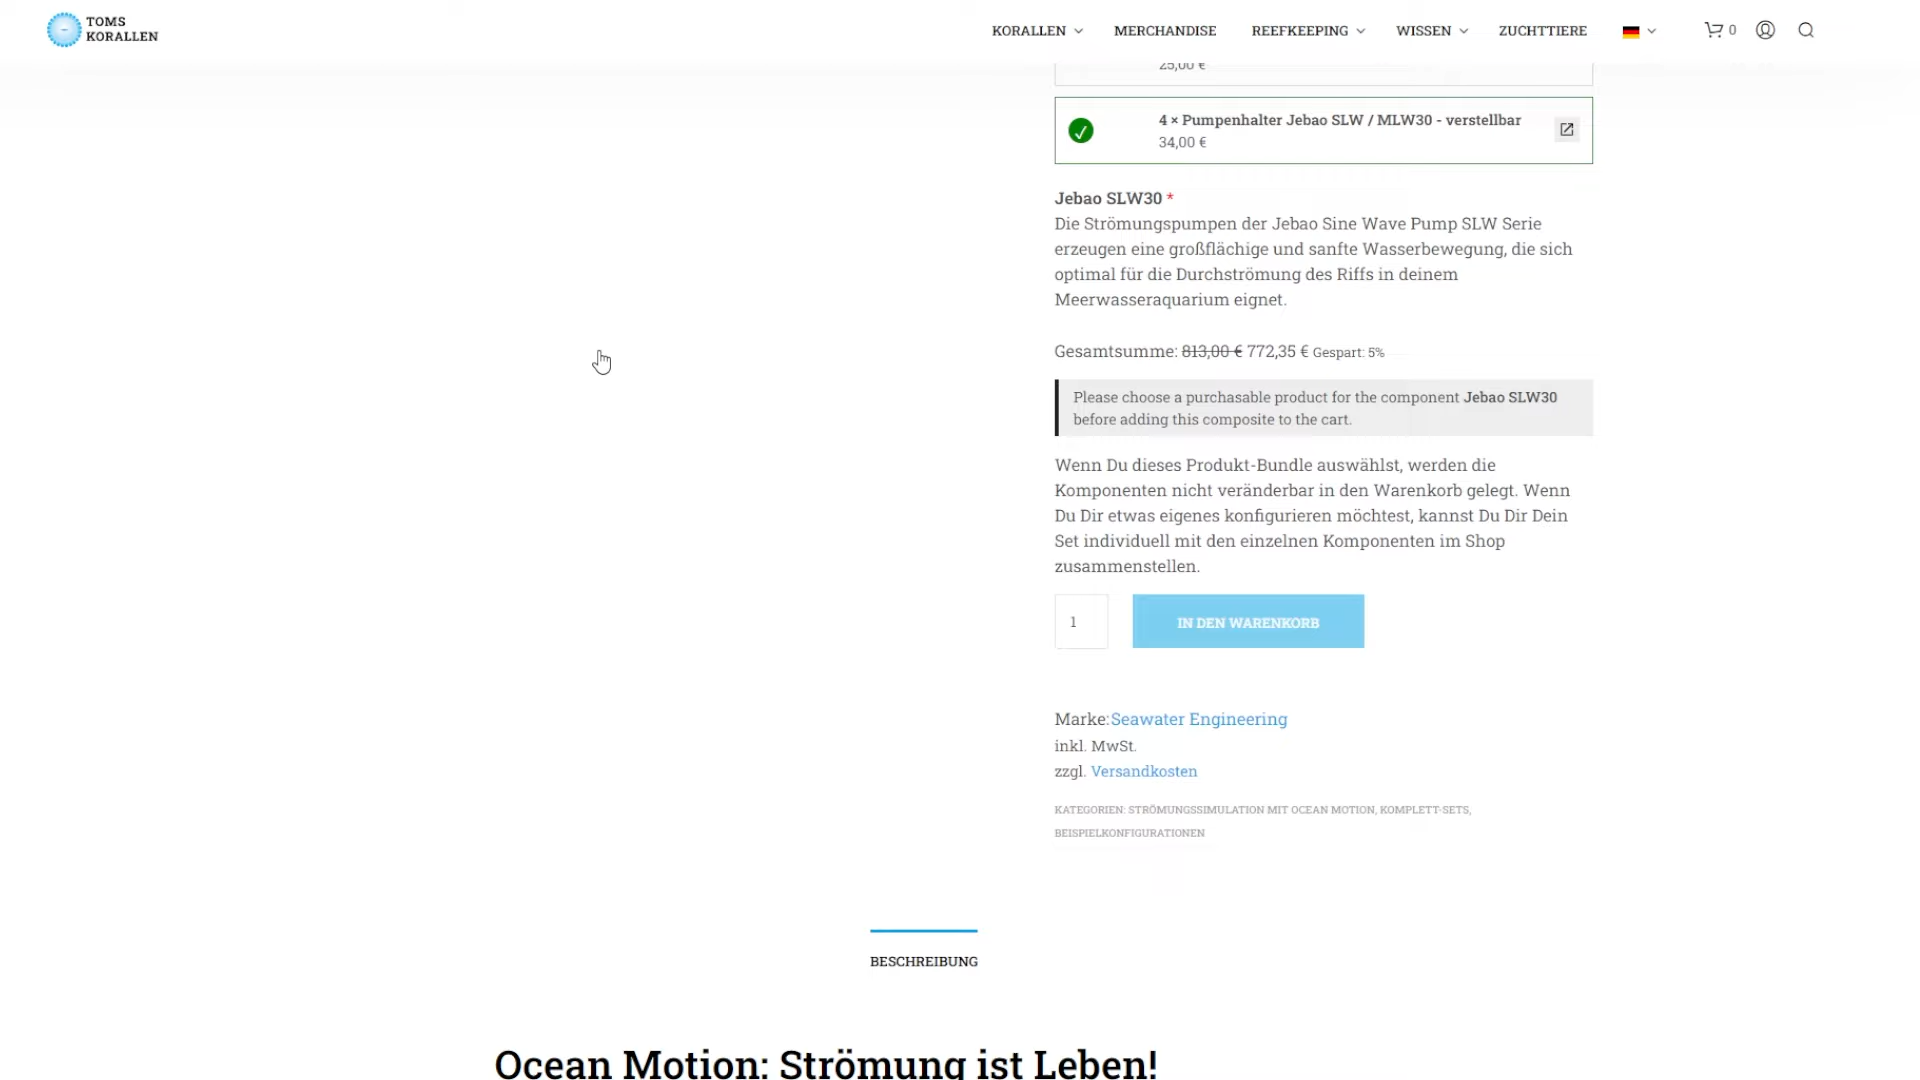 TOMS
KORALLEN
KORALLEN
MERCHANDISE
REEFKEEPING
WISSEN
ZUCHTTIERE
0
25,00 €
4 × Pumpenhalter Jebao SLW / MLW30 - verstellbar
34,00 €
Jebao SLW30 *
Die Strömungspumpen der Jebao Sine Wave Pump SLW Serie
erzeugen eine großflächige und sanfte Wasserbewegung, die sich
optimal für die Durchströmung des Riffs in deinem
Meerwasseraquarium eignet.
Gesamtsumme: 813,00 € 772,35 € Gespart: 5%
Please choose a purchasable product for the component Jebao SLW30
before adding this composite to the cart.
Wenn Du dieses Produkt-Bundle auswählst, werden die
Komponenten nicht veränderbar in den Warenkorb gelegt. Wenn
Du Dir etwas eigenes konfigurieren möchtest, kannst Du Dir Dein
Set individuell mit den einzelnen Komponenten im Shop
zusammenstellen.
1
IN DEN WARENKORB
Marke:Seawater Engineering
inkl. MwSt.
zzgl. Versandkosten
KATEGORIEN: STRÖMUNGSSIMULATION MIT OCEAN MOTION, KOMPLETT-SETS,
BEISPIELKONFIGURATIONEN
BESCHREIBUNG
Ocean Motion: Strömung ist Leben!